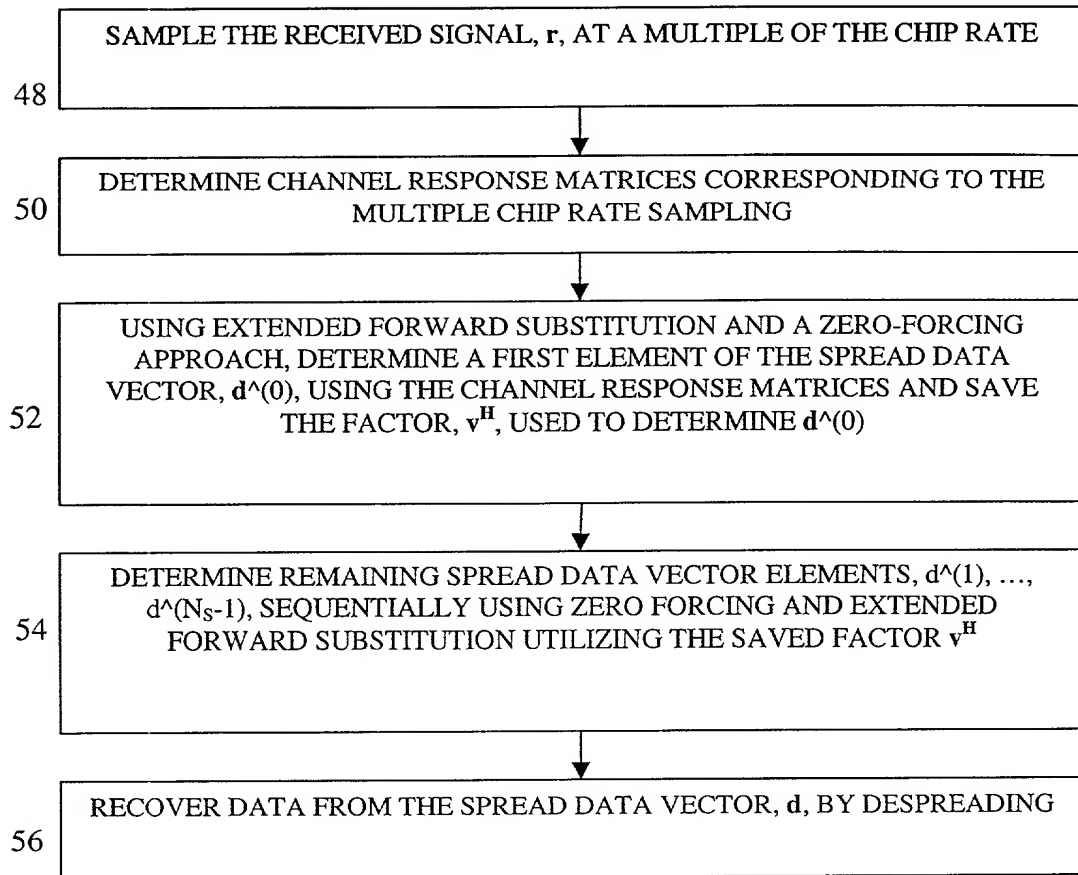 SAMPLE THE RECEIVED SIGNAL, r, AT A MULTIPLE OF THE CHIP RATE
48
DETERMINE CHANNEL RESPONSE MATRICES CORRESPONDING TO THE
MULTIPLE CHIP RATE SAMPLING
50
USING EXTENDED FORWARD SUBSTITUTION AND A ZERO-FORCING
APPROACH, DETERMINE A FIRST ELEMENT OF THE SPREAD DATA
VECTOR, d^(0), USING THE CHANNEL RESPONSE MATRICES AND SAVE
THE FACTOR, v^H, USED TO DETERMINE d^(0)
52
DETERMINE REMAINING SPREAD DATA VECTOR ELEMENTS, d^(1), ...,
d^(N_S-1), SEQUENTIALLY USING ZERO FORCING AND EXTENDED
FORWARD SUBSTITUTION UTILIZING THE SAVED FACTOR v^H
54
RECOVER DATA FROM THE SPREAD DATA VECTOR, d, BY DESPREADING
56